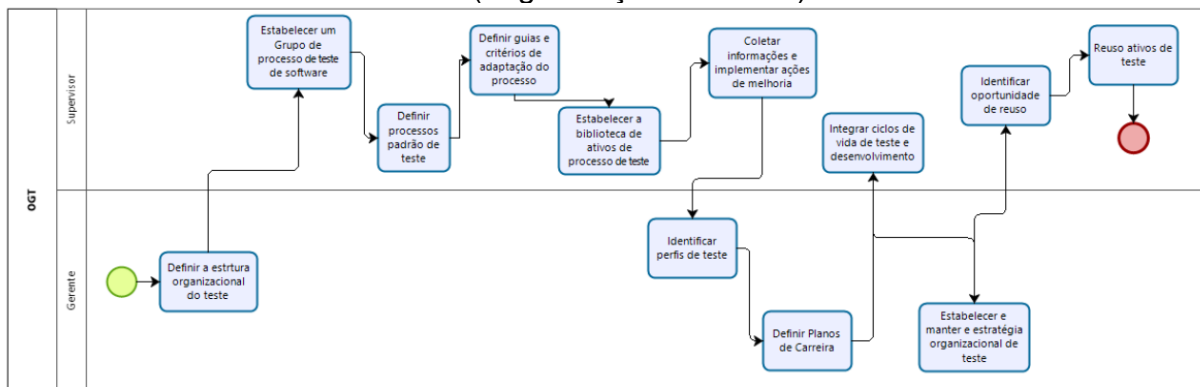 OGT
Supervisor
Gerente
Estabelecer um
Grupo de
processo de teste
de software
Definir
processos
padrão de
teste
Definir guias e
critérios de
adaptação do
processo
Estabelecer a
biblioteca de
ativos de
processo de teste
Coletar
informações e
implementar ações
de melhoria
Integrar ciclos de
vida de teste e
desenvolvimento
Identificar
oportunidade
de reuso
Reuso ativos de
teste
Definir a estrtura
organizacional
do teste
Identificar
perfis de teste
Definir Planos
de Carreira
Estabelecer e
manter e estratégia
organizacional de
teste